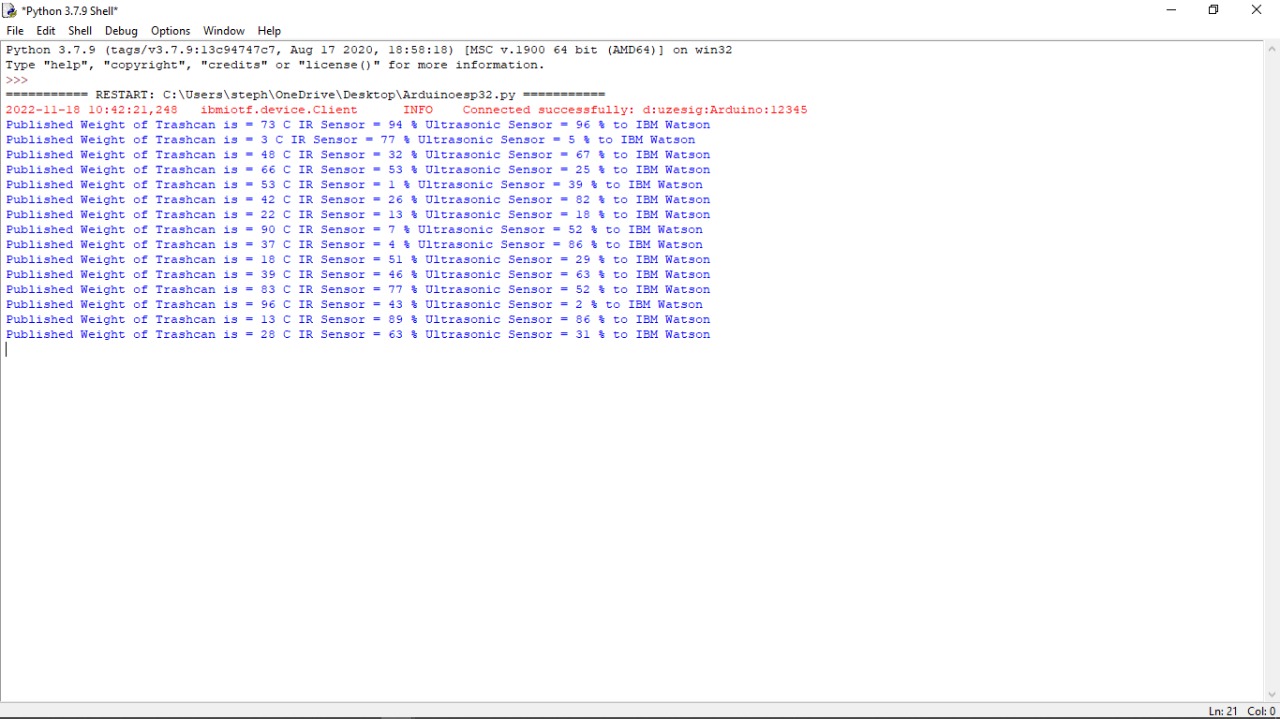 *Python 3.7.9 Shell*
File Edit Shell Debug Options Window Help
Python 3.7.9 (tags/v3.7.9:13c94747c7, Aug 17 2020, 18:58:18) [MSC v.1900 64 bit (AMD64)] on win32
Type "help", "copyright", "credits" or "license()" for more information.
>>>
=========== RESTART: C:\Users\steph\OneDrive\Desktop\Arduinoesp32.py ===========
2022-11-18 10:42:21,248   ibmiotf.device.Client      INFO    Connected successfully: d:uzesig:Arduino:12345
Published Weight of Trashcan is = 73 C IR Sensor = 94 % Ultrasonic Sensor = 96 % to IBM Watson
Published Weight of Trashcan is = 3 C IR Sensor = 77 % Ultrasonic Sensor = 5 % to IBM Watson
Published Weight of Trashcan is = 48 C IR Sensor = 32 % Ultrasonic Sensor = 67 % to IBM Watson
Published Weight of Trashcan is = 66 C IR Sensor = 53 % Ultrasonic Sensor = 25 % to IBM Watson
Published Weight of Trashcan is = 53 C IR Sensor = 1 % Ultrasonic Sensor = 39 % to IBM Watson
Published Weight of Trashcan is = 42 C IR Sensor = 26 % Ultrasonic Sensor = 82 % to IBM Watson
Published Weight of Trashcan is = 22 C IR Sensor = 13 % Ultrasonic Sensor = 18 % to IBM Watson
Published Weight of Trashcan is = 90 C IR Sensor = 7 % Ultrasonic Sensor = 52 % to IBM Watson
Published Weight of Trashcan is = 37 C IR Sensor = 4 % Ultrasonic Sensor = 86 % to IBM Watson
Published Weight of Trashcan is = 18 C IR Sensor = 51 % Ultrasonic Sensor = 29 % to IBM Watson
Published Weight of Trashcan is = 39 C IR Sensor = 46 % Ultrasonic Sensor = 63 % to IBM Watson
Published Weight of Trashcan is = 83 C IR Sensor = 77 % Ultrasonic Sensor = 52 % to IBM Watson
Published Weight of Trashcan is = 96 C IR Sensor = 43 % Ultrasonic Sensor = 2 % to IBM Watson
Published Weight of Trashcan is = 13 C IR Sensor = 89 % Ultrasonic Sensor = 86 % to IBM Watson
Published Weight of Trashcan is = 28 C IR Sensor = 63 % Ultrasonic Sensor = 31 % to IBM Watson
Ln: 21 Col: 0